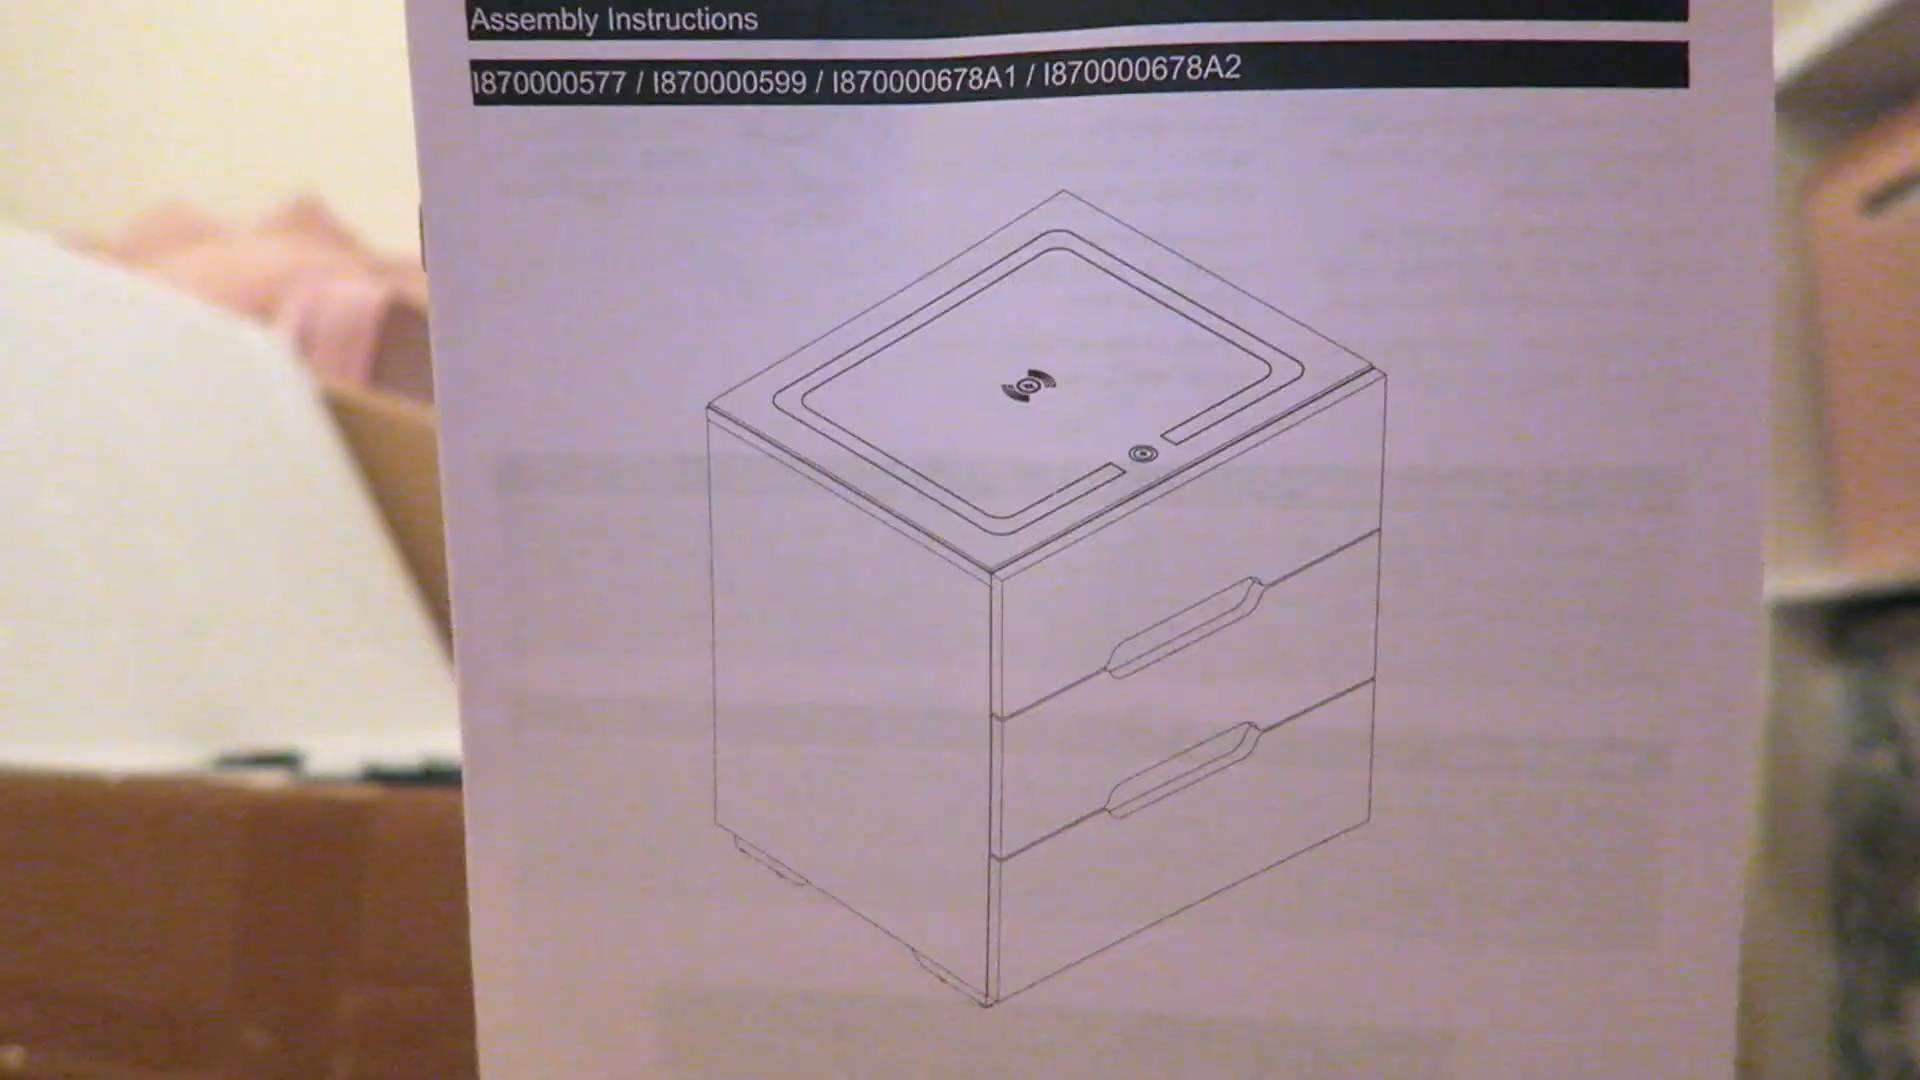 Assembly Instructions
I870000577 / I870000599 / I870000678A1 / I870000678A2